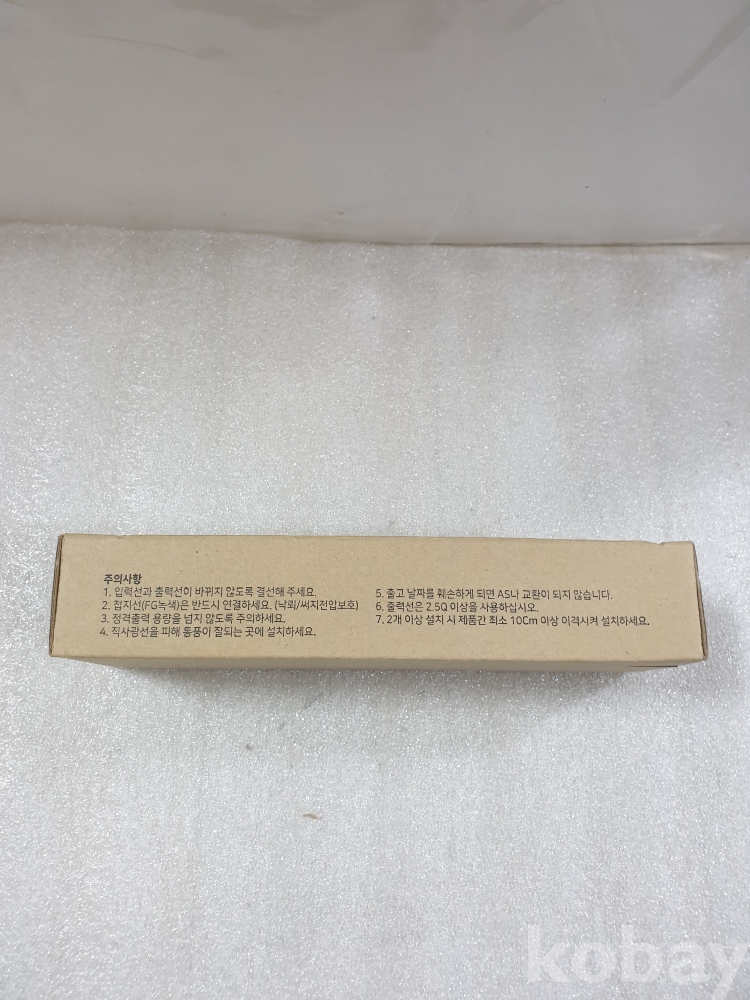 주의사항
1. 입력선과 출력선이 바뀌지 않도록 결선해 주세요.
2. 접지선(FG녹색)은 반드시 연결하세요. (낙뢰/써지전압보호)
3. 정격출력 용량을 넘지 않도록 주의하세요.
4. 직사광선을 피해 통풍이 잘되는 곳에 설치하세요.
5. 출고 날짜를 훼손하게 되면 AS나 교환이 되지 않습니다.
6. 출력선은 2.5Q 이상을 사용하십시오.
7. 2개 이상 설치 시 제품간 최소 10Cm 이상 이격시켜 설치하세요.
kobay